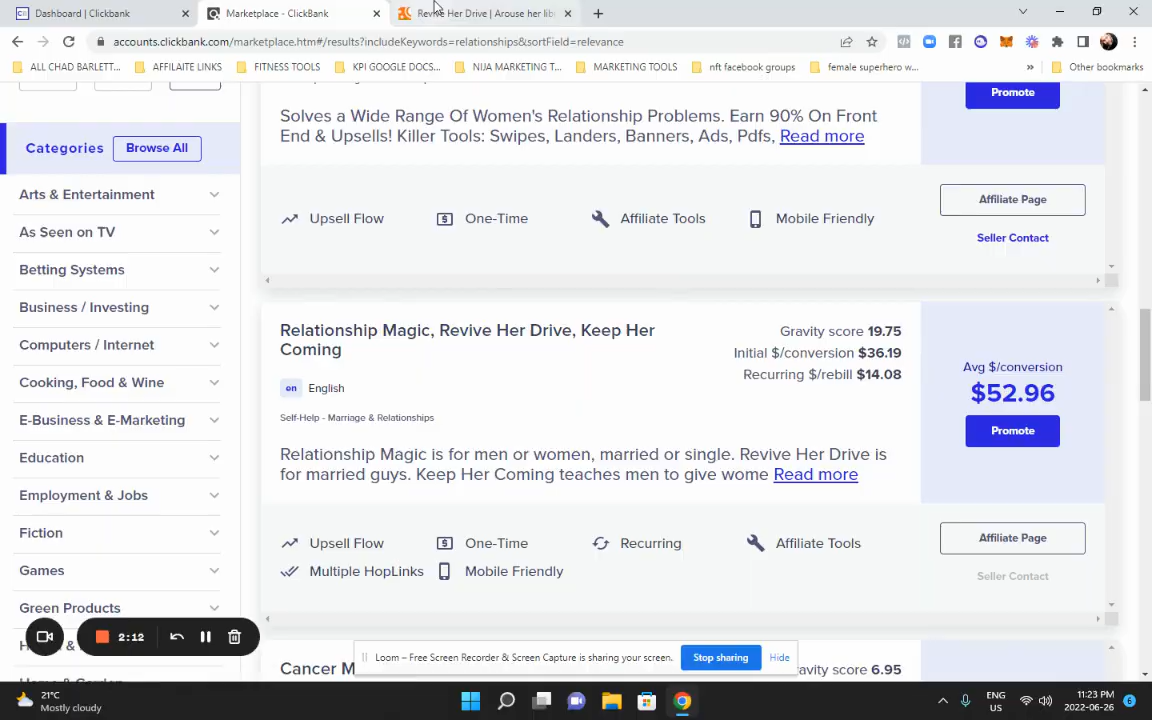 Dashboard | Clickbank
Marketplace - ClickBank
Revive Her Drive | Arouse her lib
accounts.clickbank.com/marketplace.htm#/results?includeKeywords=relationships&sortField=relevance
ALL CHAD BARLETT...
AFFILAITE LINKS
FITNESS TOOLS
KPI GOOGLE DOCS...
NIJA MARKETING T...
MARKETING TOOLS
nft facebook groups
female superhero w...
»
Other bookmarks
Categories
Browse All
Arts & Entertainment
As Seen on TV
Betting Systems
Business / Investing
Computers / Internet
Cooking, Food & Wine
E-Business & E-Marketing
Education
Employment & Jobs
Fiction
Games
Green Products
Promote
Solves a Wide Range Of Women's Relationship Problems. Earn 90% On Front
End & Upsells! Killer Tools: Swipes, Landers, Banners, Ads, Pdfs, Read more
Upsell Flow
One-Time
Affiliate Tools
Mobile Friendly
Affiliate Page
Seller Contact
Relationship Magic, Revive Her Drive, Keep Her
Coming
en English
Self-Help - Marriage & Relationships
Gravity score 19.75
Initial $/conversion $36.19
Recurring $/rebill $14.08
Avg $/conversion
$52.96
Promote
Relationship Magic is for men or women, married or single. Revive Her Drive is
for married guys. Keep Her Coming teaches men to give wome Read more
Upsell Flow
One-Time
Recurring
Affiliate Tools
Multiple HopLinks
Mobile Friendly
Affiliate Page
Seller Contact
2:12
Loom – Free Screen Recorder & Screen Capture is sharing your screen.
Stop sharing
Hide
Cancer M
avity score 6.95
21°C
Mostly cloudy
ENG
US
11:23 PM
2022-06-26
6